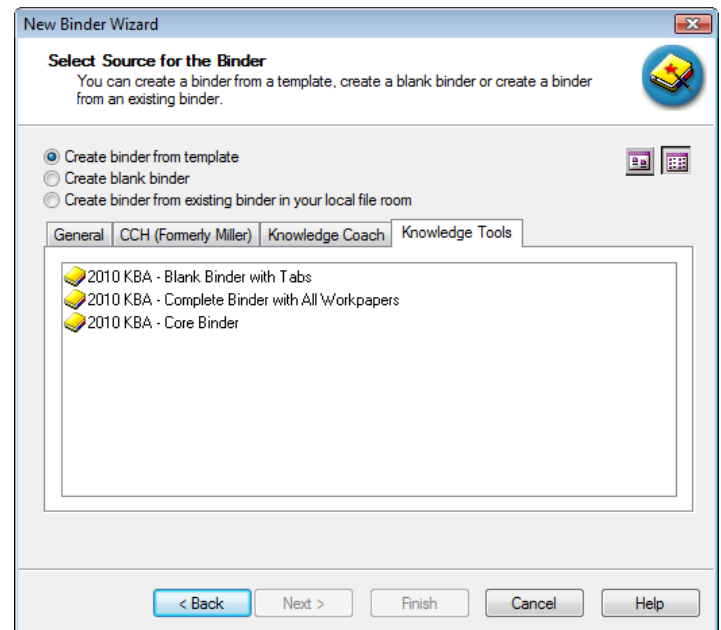 New Binder Wizard
Select Source for the Binder
You can create a binder from a template, create a blank binder or create a binder
from an existing binder.
Create binder from template
Create blank binder
Create binder from existing binder in your local file room
General CCH (Formerly Miller) Knowledge Coach Knowledge Tools
2010 KBA - Blank Binder with Tabs
2010 KBA - Complete Binder with All Workpapers
2010 KBA - Core Binder
< Back Next > Finish Cancel Help